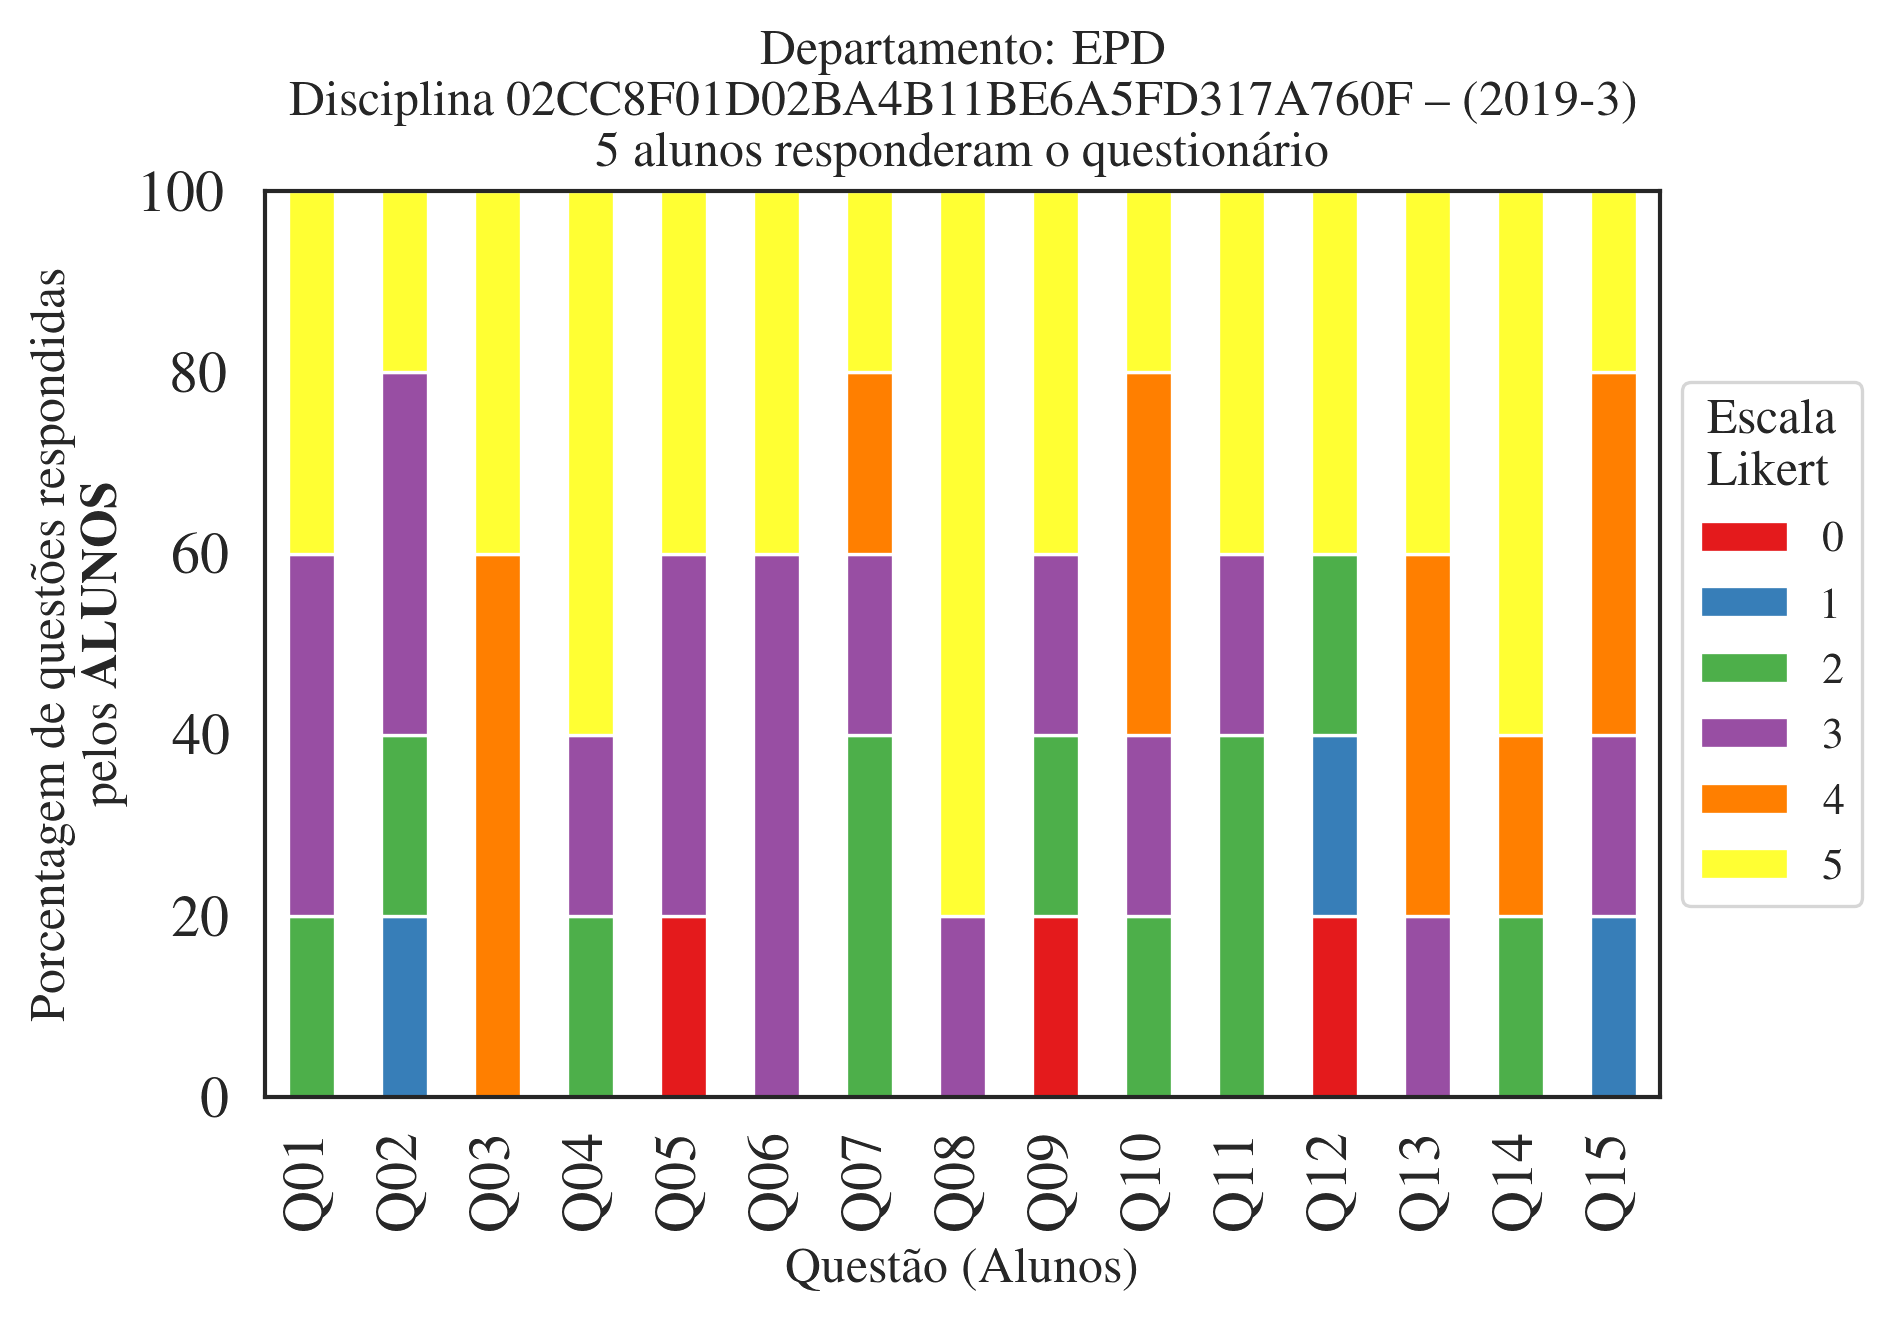 Departamento: EPD
Disciplina 02CC8F01D02BA4B11BE6A5FD317A760F – (2019-3)
5 alunos responderam o questionário
Porcentagem de questões respondidas
pelos ALUNOS
100
80
60
40
20
0
Q01
Q02
Q03
Q04
Q05
Q06
Q07
Q08
Q09
Q10
Q11
Q12
Q13
Q14
Q15
Questão (Alunos)
Escala
Likert
0
1
2
3
4
5